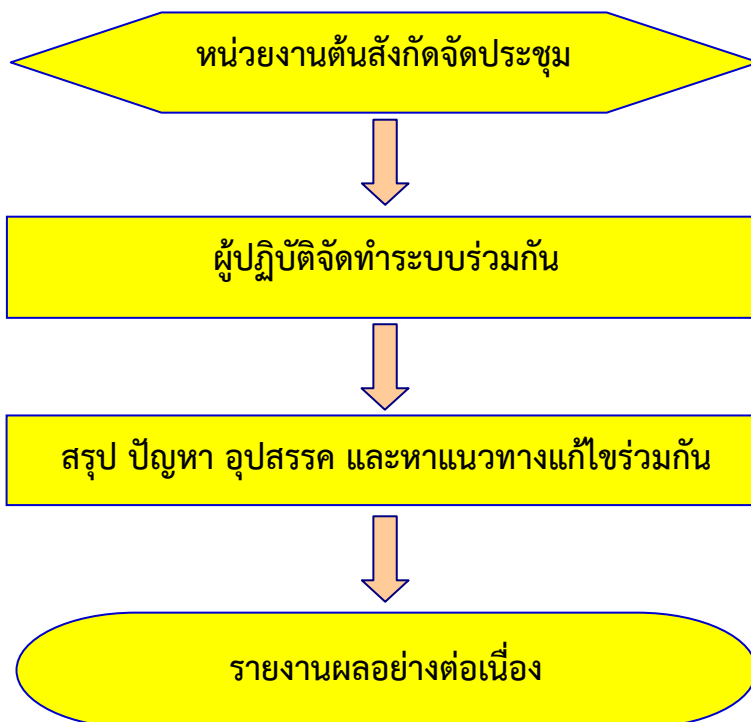 หน่วยงานต้นสังกัดจัดประชุม
ผู้ปฏิบัติจัดทำระบบร่วมกัน
สรุป ปัญหา อุปสรรค และหาแนวทางแก้ไขร่วมกัน
รายงานผลอย่างต่อเนื่อง